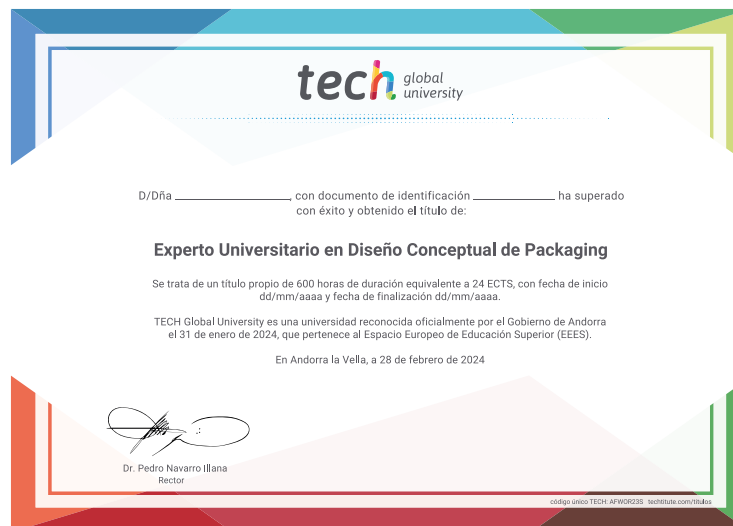 tech global university
D/Dña ____________________, con documento de identificación ______________ ha superado
con éxito y obtenido el título de:
Experto Universitario en Diseño Conceptual de Packaging
Se trata de un título propio de 600 horas de duración equivalente a 24 ECTS, con fecha de inicio
dd/mm/aaaa y fecha de finalización dd/mm/aaaa.
TECH Global University es una universidad reconocida oficialmente por el Gobierno de Andorra
el 31 de enero de 2024, que pertenece al Espacio Europeo de Educación Superior (EEES).
En Andorra la Vella, a 28 de febrero de 2024
Dr. Pedro Navarro Illana
Rector
código único TECH: AFWOR23S techtitute.com/titulos